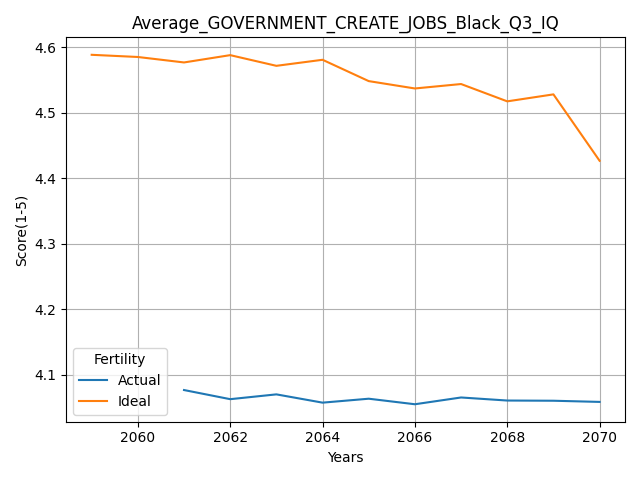 Average_GOVERNMENT_CREATE_JOBS_Black_Q3_IQ
4.6
4.5
4.4
4.3
4.2
4.1
Score(1-5)
Fertility
Actual
Ideal
2060 2062 2064 2066 2068 2070
Years